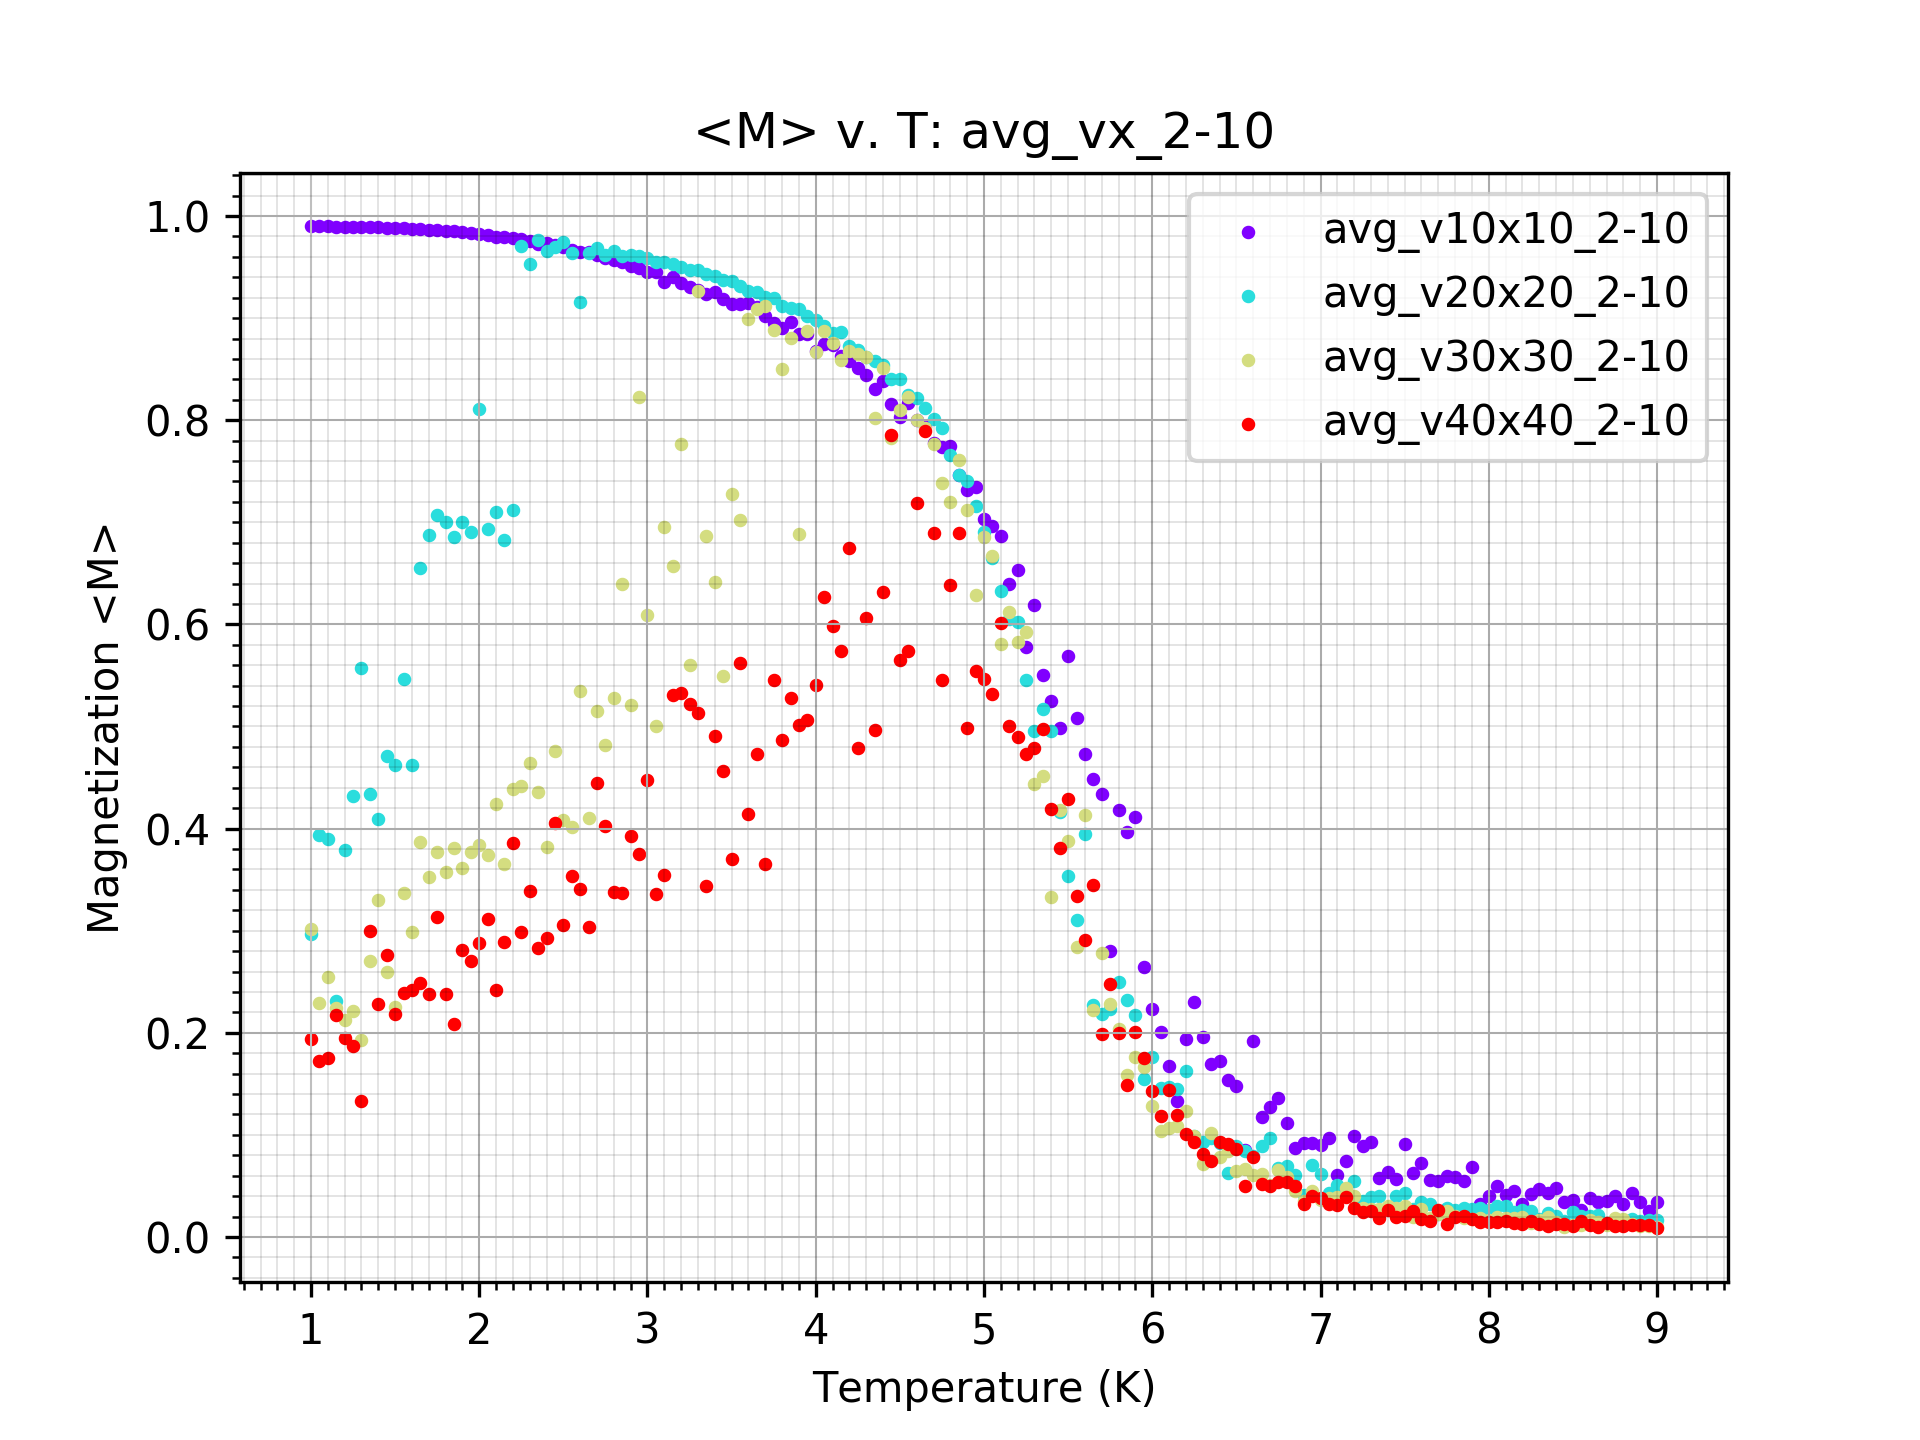 <M> v. T: avg_vx_2-10
avg_v10x10_2-10
avg_v20x20_2-10
avg_v30x30_2-10
avg_v40x40_2-10
Magnetization <M>
1.0
0.8
0.6
0.4
0.2
0.0
1 2 3 4 5 6 7 8 9
Temperature (K)